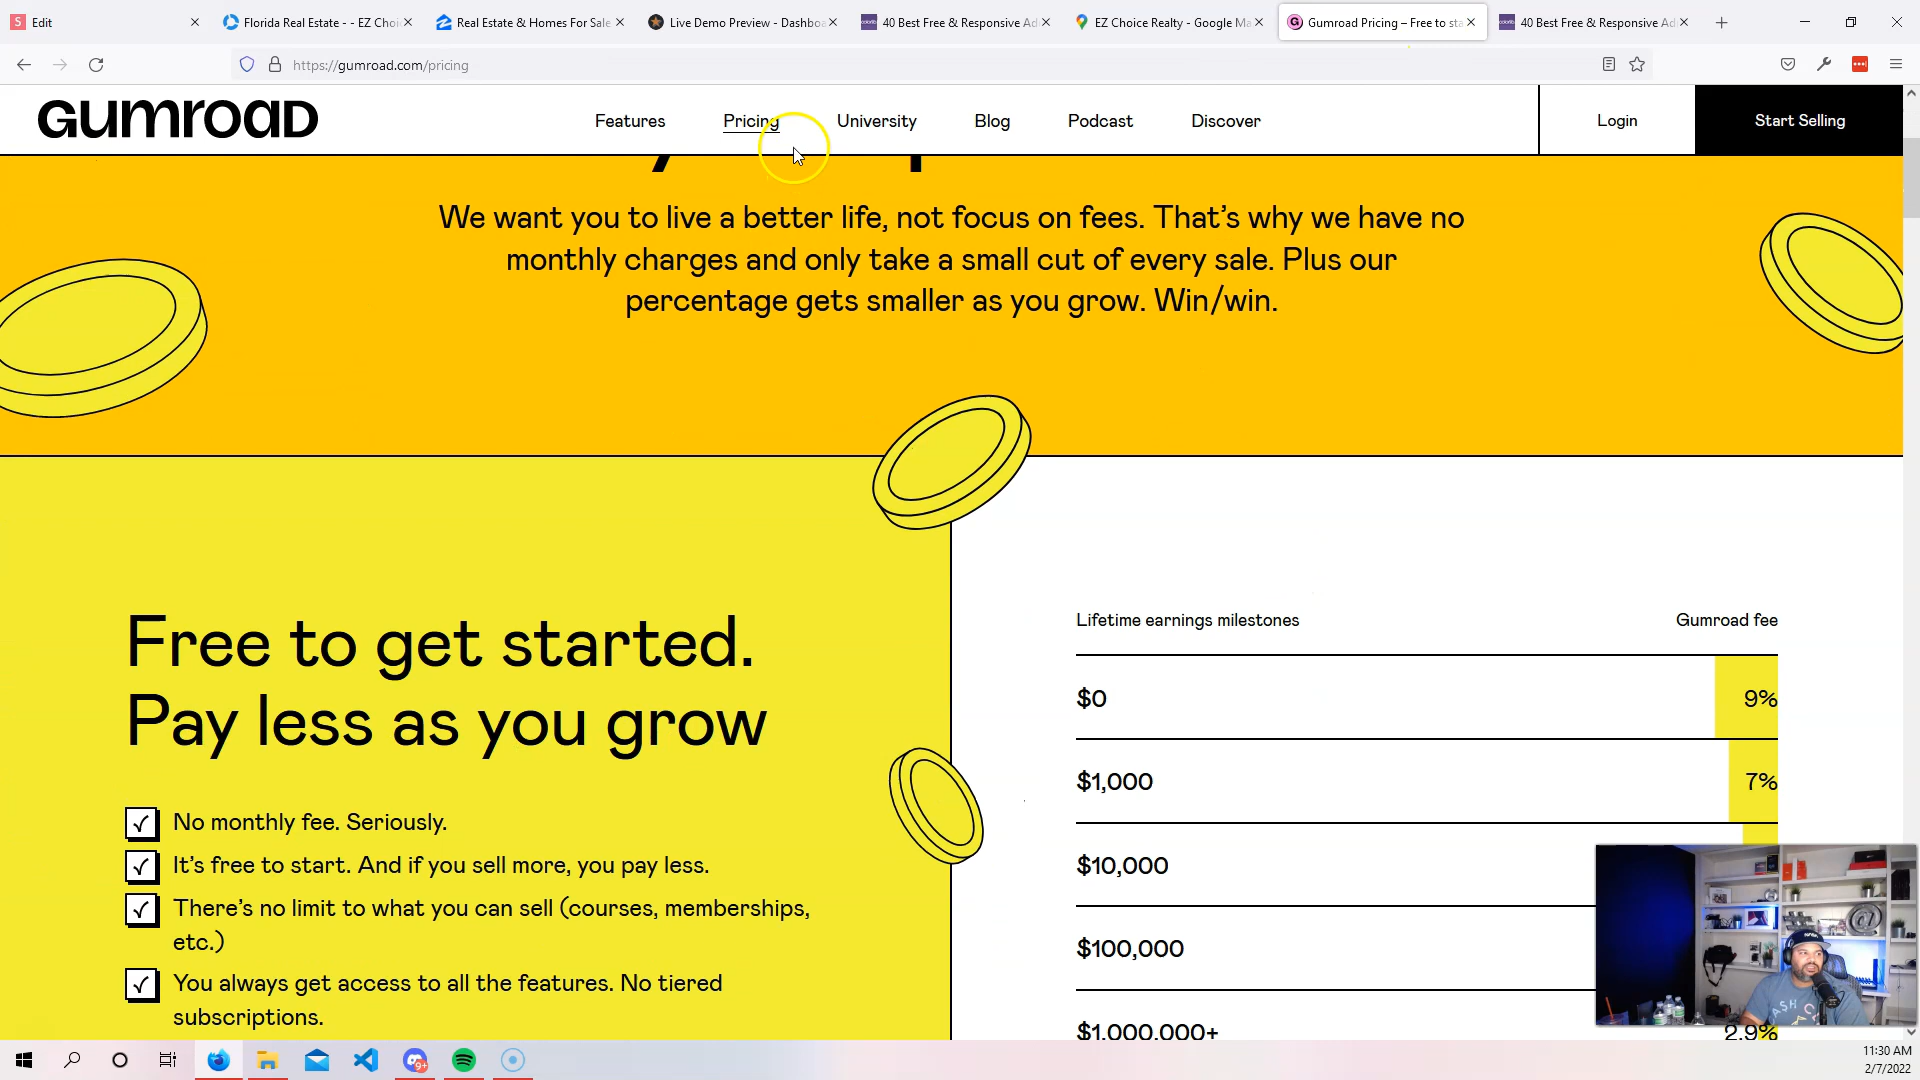 Edit
Florida Real Estate - - EZ Choi
Real Estate & Homes For Sale
Live Demo Preview - Dashbo
40 Best Free & Responsive Ad
EZ Choice Realty - Google Ma
Gumroad Pricing – Free to sta
40 Best Free & Responsive Ad
https://gumroad.com/pricing
GUMROAD
Features
Pricing
University
Blog
Podcast
Discover
Login
Start Selling
We want you to live a better life, not focus on fees. That's why we have no
monthly charges and only take a small cut of every sale. Plus our
percentage gets smaller as you grow. Win/win.
Free to get started.
Pay less as you grow
No monthly fee. Seriously.
It's free to start. And if you sell more, you pay less.
There's no limit to what you can sell (courses, memberships,
etc.)
You always get access to all the features. No tiered
subscriptions.
Lifetime earnings milestones
Gumroad fee
$0
9%
$1,000
7%
$10,000
$100,000
$1,000,000+
2.9%
11:30 AM
2/7/2022